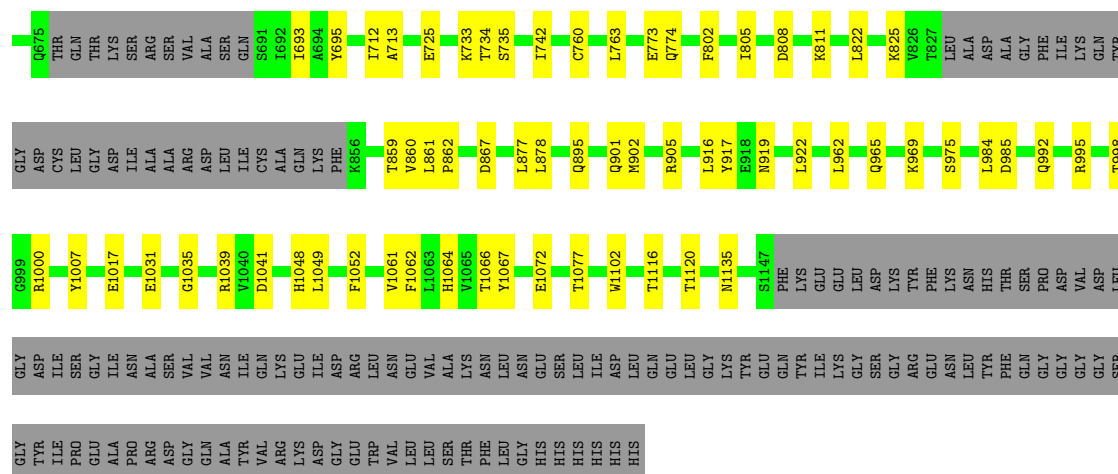 Q675 THR GLN THR LYS SER ARG SER VAL ALA SER GLN S691 I692 I693 A694 Y695 I712 A713 E725 K733 T734 S735 I742 C760 L763 E773 Q774 F802 I805 D808 K811 L822 K825 V826 T827 LEU ALA ASP ALA GLY PHE ILE LYS GLN TYR
GLY ASP CYS LEU GLY ASP ILE ALA ALA ARG ASP LEU ILE CYS ALA GLN LYS PHE K856 T859 V860 L861 P862 D867 L877 L878 Q895 Q901 M902 R905 L916 Y917 E918 N919 L922 L962 Q965 K969 S975 L984 D985 Q992 R995 T998
G999 R1000 Y1007 E1017 E1031 G1035 R1039 V1040 D1041 H1048 L1049 F1052 V1061 F1062 L1063 H1064 V1065 T1066 Y1067 E1072 T1077 W1102 T1116 T1120 N1135 S1147 PHE LYS GLU GLU LEU ASP LYS TYR PHE LYS ASN HIS THR SER PRO ASP VAL ASP LEU
GLY ASP ILE SER GLY ILE ASN ALA SER VAL VAL ASN ILE GLN LYS GLU ILE ASP ARG LEU ASN GLU VAL ALA LYS ASN LEU ASN GLU SER LEU ILE ASP LEU GLN GLU LEU GLY LYS TYR GLU GLN TYR ILE LYS GLY SER GLY ARG GLU ASN LEU TYR PHE GLN GLY GLY GLY GLY SER
GLY TYR ILE PRO GLU ALA PRO ARG ASP GLY GLN ALA TYR VAL ARG LYS ASP GLY GLU TRP VAL LEU LEU SER THR PHE LEU GLY HIS HIS HIS HIS HIS HIS